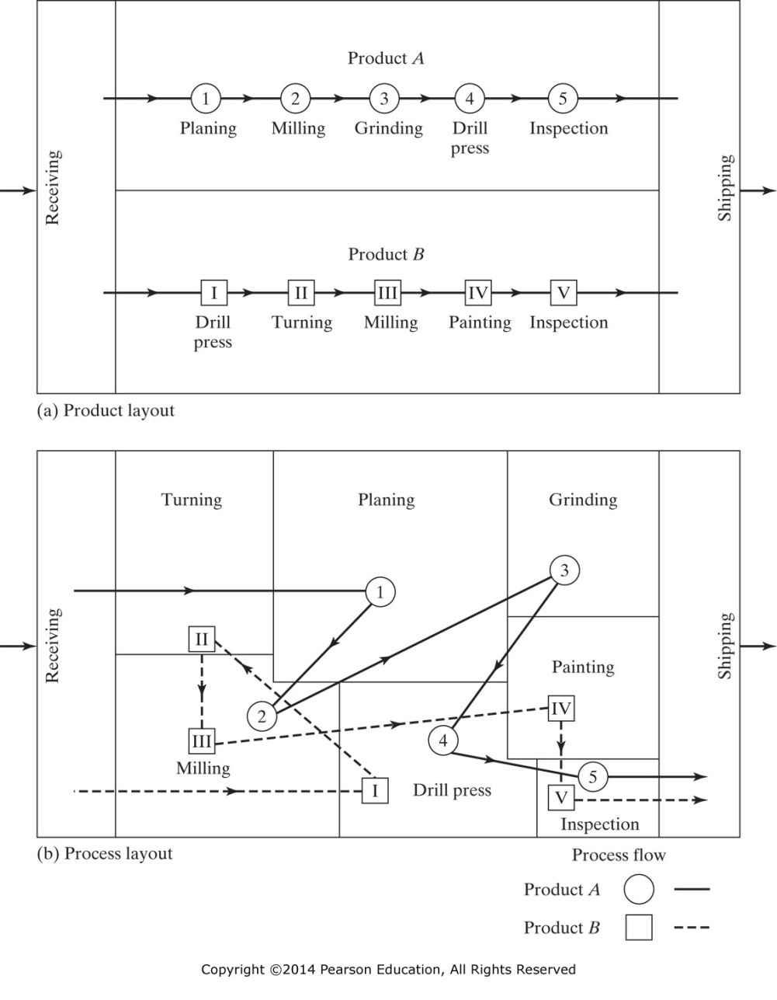 Product A
1 2 3 4 5
Planing Milling Grinding Drill press Inspection
Receiving
Shipping
Product B
I II III IV V
Drill press Turning Milling Painting Inspection
(a) Product layout
Turning Planing Grinding
3
1
Receiving
Shipping
II
Painting
IV
2
III
4
Milling
5
I
Drill press
V
Inspection
(b) Process layout
Process flow
Product A
Product B
Copyright ©2014 Pearson Education, All Rights Reserved